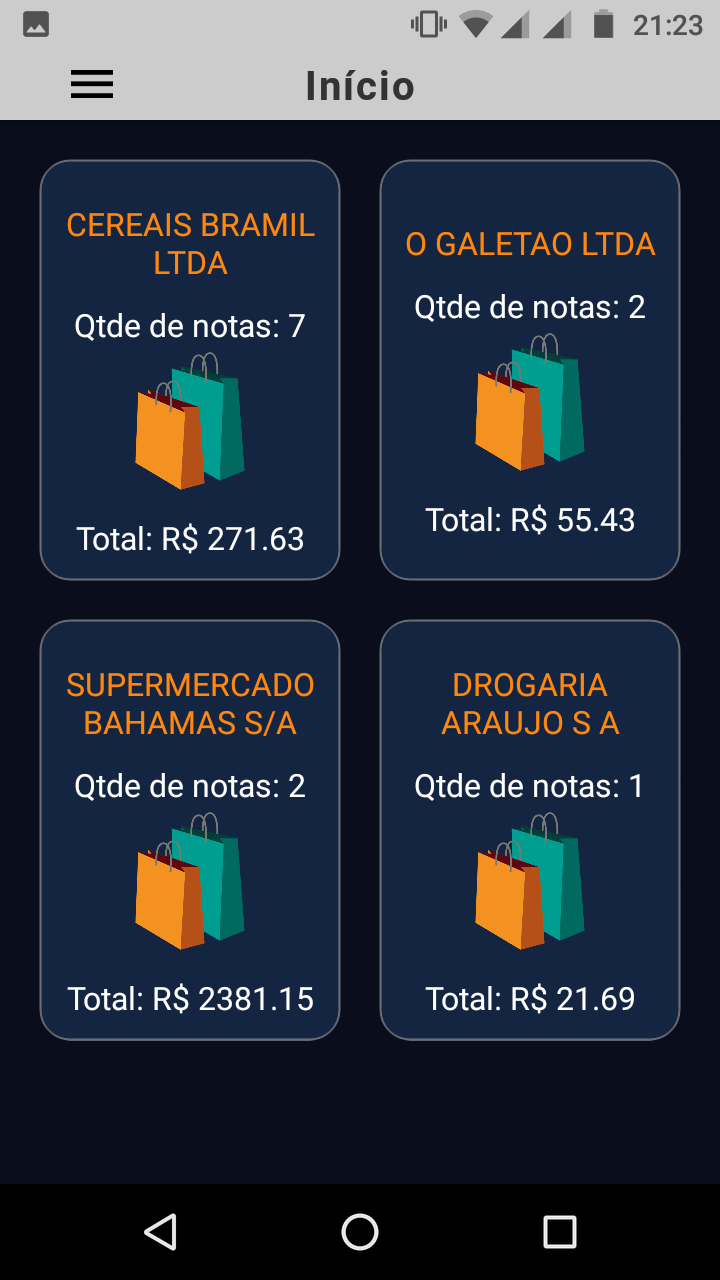 21:23
Início
CEREAIS BRAMIL
LTDA
Qtde de notas: 7
Total: R$ 271.63
O GALETAO LTDA
Qtde de notas: 2
Total: R$ 55.43
SUPERMERCADO
BAHAMAS S/A
Qtde de notas: 2
Total: R$ 2381.15
DROGARIA
ARAUJO S A
Qtde de notas: 1
Total: R$ 21.69